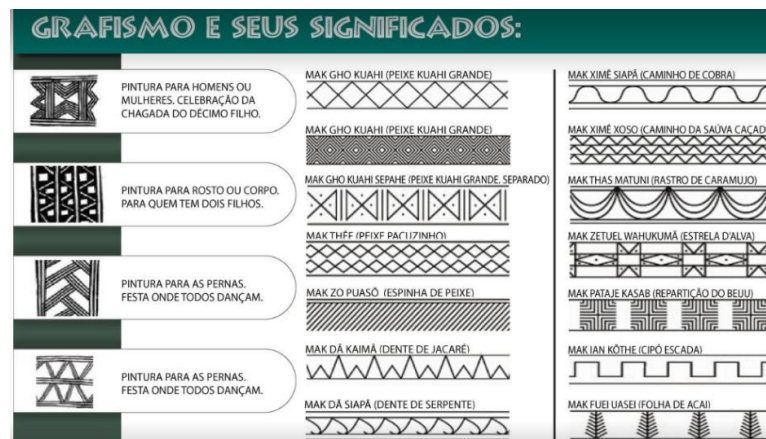 GRAFISMO E SEUS SIGNIFICADOS:
PINTURA PARA HOMENS OU
MULHERES. CELEBRAÇÃO DA
CHAGADA DO DÉCIMO FILHO.
PINTURA PARA ROSTO OU CORPO.
PARA QUEM TEM DOIS FILHOS.
PINTURA PARA AS PERNAS.
FESTA ONDE TODOS DANÇAM.
PINTURA PARA AS PERNAS.
FESTA ONDE TODOS DANÇAM.
MAK GHO KUAHI (PEIXE KUAHI GRANDE)
MAK GHO KUAHI (PEIXE KUAHI GRANDE)
MAK GHO KUAHI SEPAHE (PEIXE KUAHI GRANDE, SEPARADO)
MAK THÊE (PEIXE PACUZINHO)
MAK ZO PUASÔ (ESPINHA DE PEIXE)
MAK DÃ KAIMÃ (DENTE DE JACARÉ)
MAK DÃ SIAPÃ (DENTE DE SERPENTE)
MAK XIMÊ SIAPÃ (CAMINHO DE COBRA)
MAK XIMÊ XOSO (CAMINHO DA SAÚVA CAÇAD
MAK THAS MATUNI (RASTRO DE CARAMUJO)
MAK ZETUEL WAHUKUMÃ (ESTRELA D'ALVA)
MAK PATAJE KASAB (REPARTIÇÃO DO BEIJU)
MAK IAN KÔTHE (CIPÓ ESCADA)
MAK FUEI UASEI (FOLHA DE ACAI)